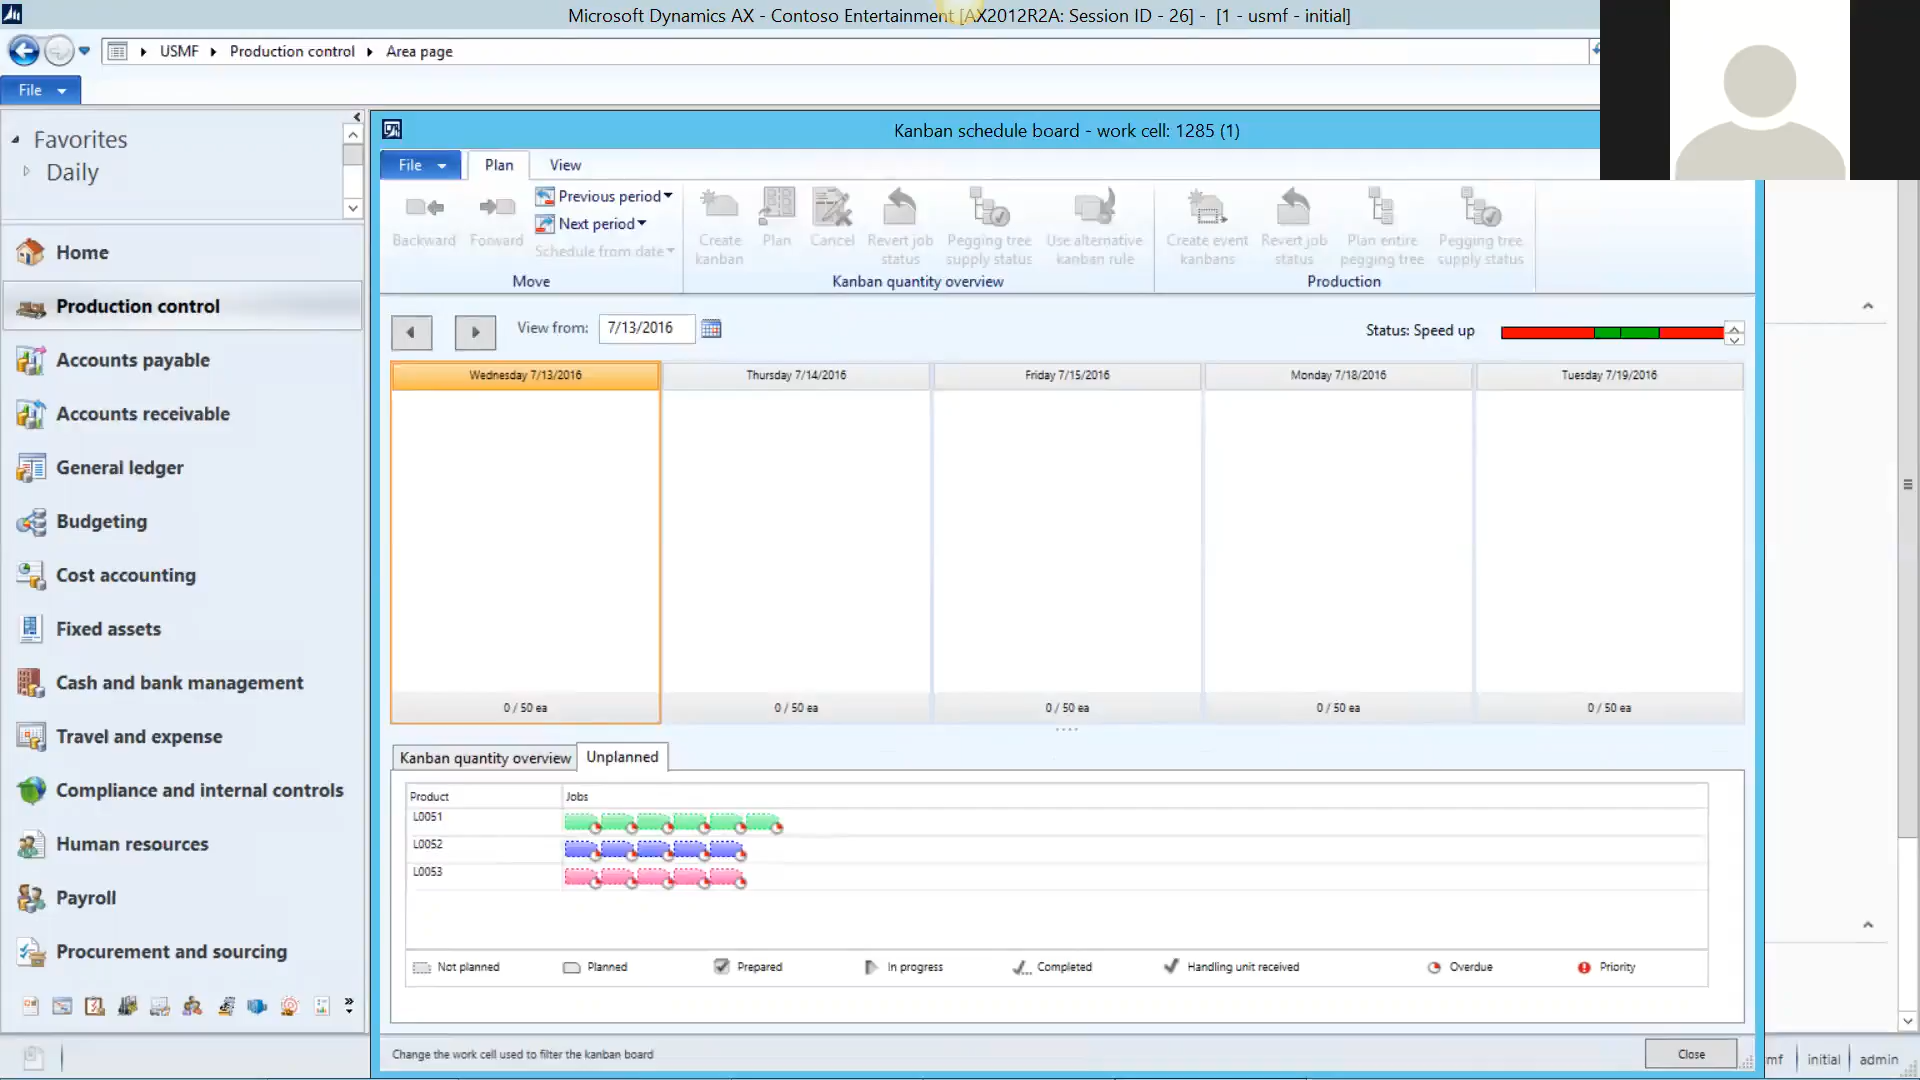 Microsoft Dynamics AX - Contoso Entertainment [AX2012R2A: Session ID - 26] - [1 - usmf - initial]
USMF
Production control
Area page
File
Favorites
Daily
Home
Production control
Accounts payable
Accounts receivable
General ledger
Budgeting
Cost accounting
Fixed assets
Cash and bank management
Travel and expense
Compliance and internal controls
Human resources
Payroll
Procurement and sourcing
Kanban schedule board - work cell: 1285 (1)
File
Plan
View
Backward
Forward
Previous period
Next period
Schedule from date
Move
Create
kanban
Plan
Cancel
Revert job
status
Pegging tree
supply status
Use alternative
kanban rule
Kanban quantity overview
Create event
kanbans
Revert job
status
Plan entire
pegging tree
Pegging tree
supply status
Production
View from:
7/13/2016
Status: Speed up
Wednesday 7/13/2016
Thursday 7/14/2016
Friday 7/15/2016
Monday 7/18/2016
Tuesday 7/19/2016
0 / 50 ea
0 / 50 ea
0 / 50 ea
0 / 50 ea
0 / 50 ea
Kanban quantity overview
Unplanned
Product
Jobs
L0051
L0052
L0053
Not planned
Planned
Prepared
In progress
Completed
Handling unit received
Overdue
Priority
Change the work cell used to filter the kanban board
Close
mf
initial
admin